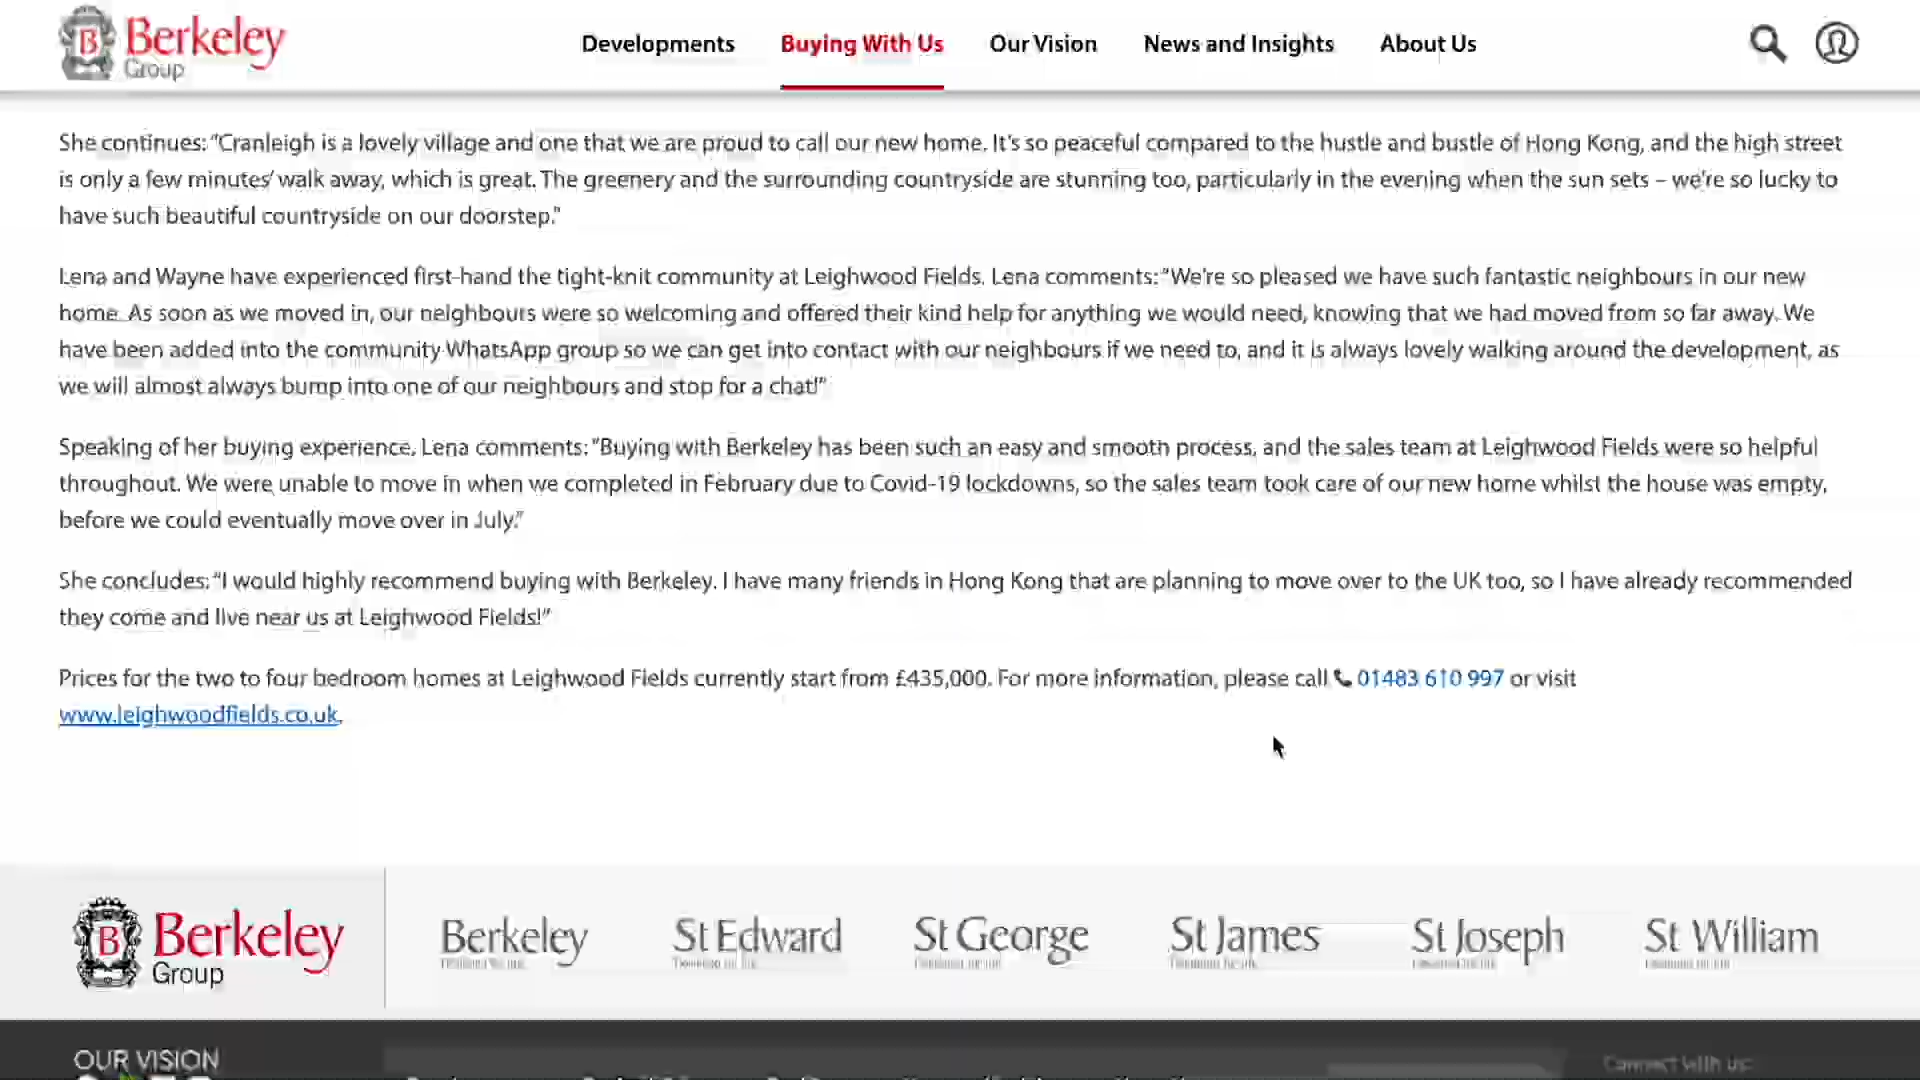 Berkeley
Group
Developments
Buying With Us
Our Vision
News and Insights
About Us
She continues: “Cranleigh is a lovely village and one that we are proud to call our new home. It’s so peaceful compared to the hustle and bustle of Hong Kong, and the high street
is only a few minutes’ walk away, which is great. The greenery and the surrounding countryside are stunning too, particularly in the evening when the sun sets – we’re so lucky to
have such beautiful countryside on our doorstep.”
Lena and Wayne have experienced first-hand the tight-knit community at Leighwood Fields. Lena comments: “We’re so pleased we have such fantastic neighbours in our new
home. As soon as we moved in, our neighbours were so welcoming and offered their kind help for anything we would need, knowing that we had moved from so far away. We
have been added into the community WhatsApp group so we can get into contact with our neighbours if we need to, and it is always lovely walking around the development, as
we will almost always bump into one of our neighbours and stop for a chat!”
Speaking of her buying experience, Lena comments: “Buying with Berkeley has been such an easy and smooth process, and the sales team at Leighwood Fields were so helpful
throughout. We were unable to move in when we completed in February due to Covid-19 lockdowns, so the sales team took care of our new home whilst the house was empty,
before we could eventually move over in July.”
She concludes: “I would highly recommend buying with Berkeley. I have many friends in Hong Kong that are planning to move over to the UK too, so I have already recommended
they come and live near us at Leighwood Fields!”
Prices for the two to four bedroom homes at Leighwood Fields currently start from £435,000. For more information, please call 01483 610 997 or visit
www.leighwoodfields.co.uk.
Berkeley
Group
Berkeley
St Edward
St George
St James
St Joseph
St William
OUR VISION
Connect with us: